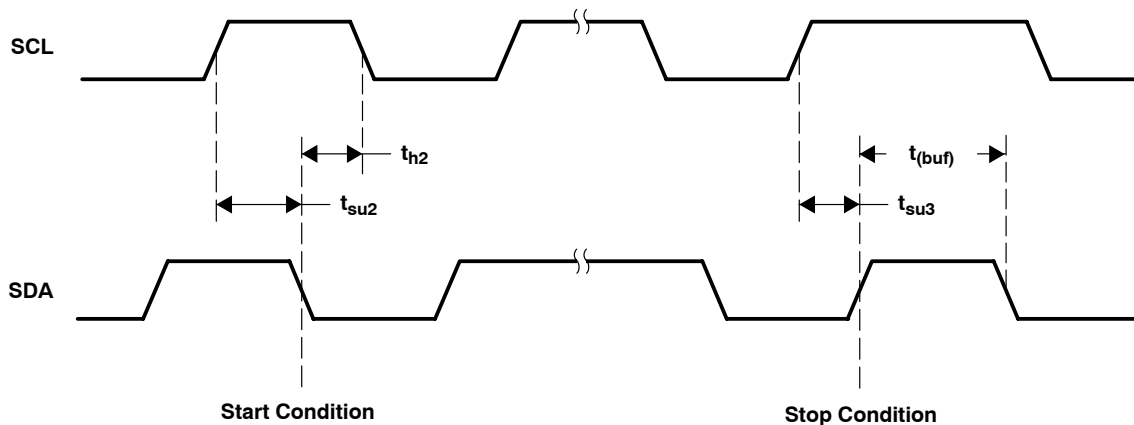 SCL
t(buf)
th2
tsu2
tsu3
SDA
Start Condition
Stop Condition